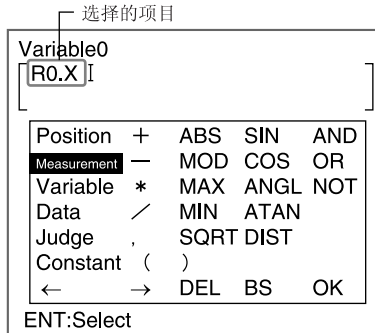 选择的项目
Variable0
R0.X
Position + ABS SIN AND
Measurement — MOD COS OR
Variable * MAX ANGL NOT
Data / MIN ATAN
Judge , SQRT DIST
Constant ( )
← → DEL BS OK
ENT:Select